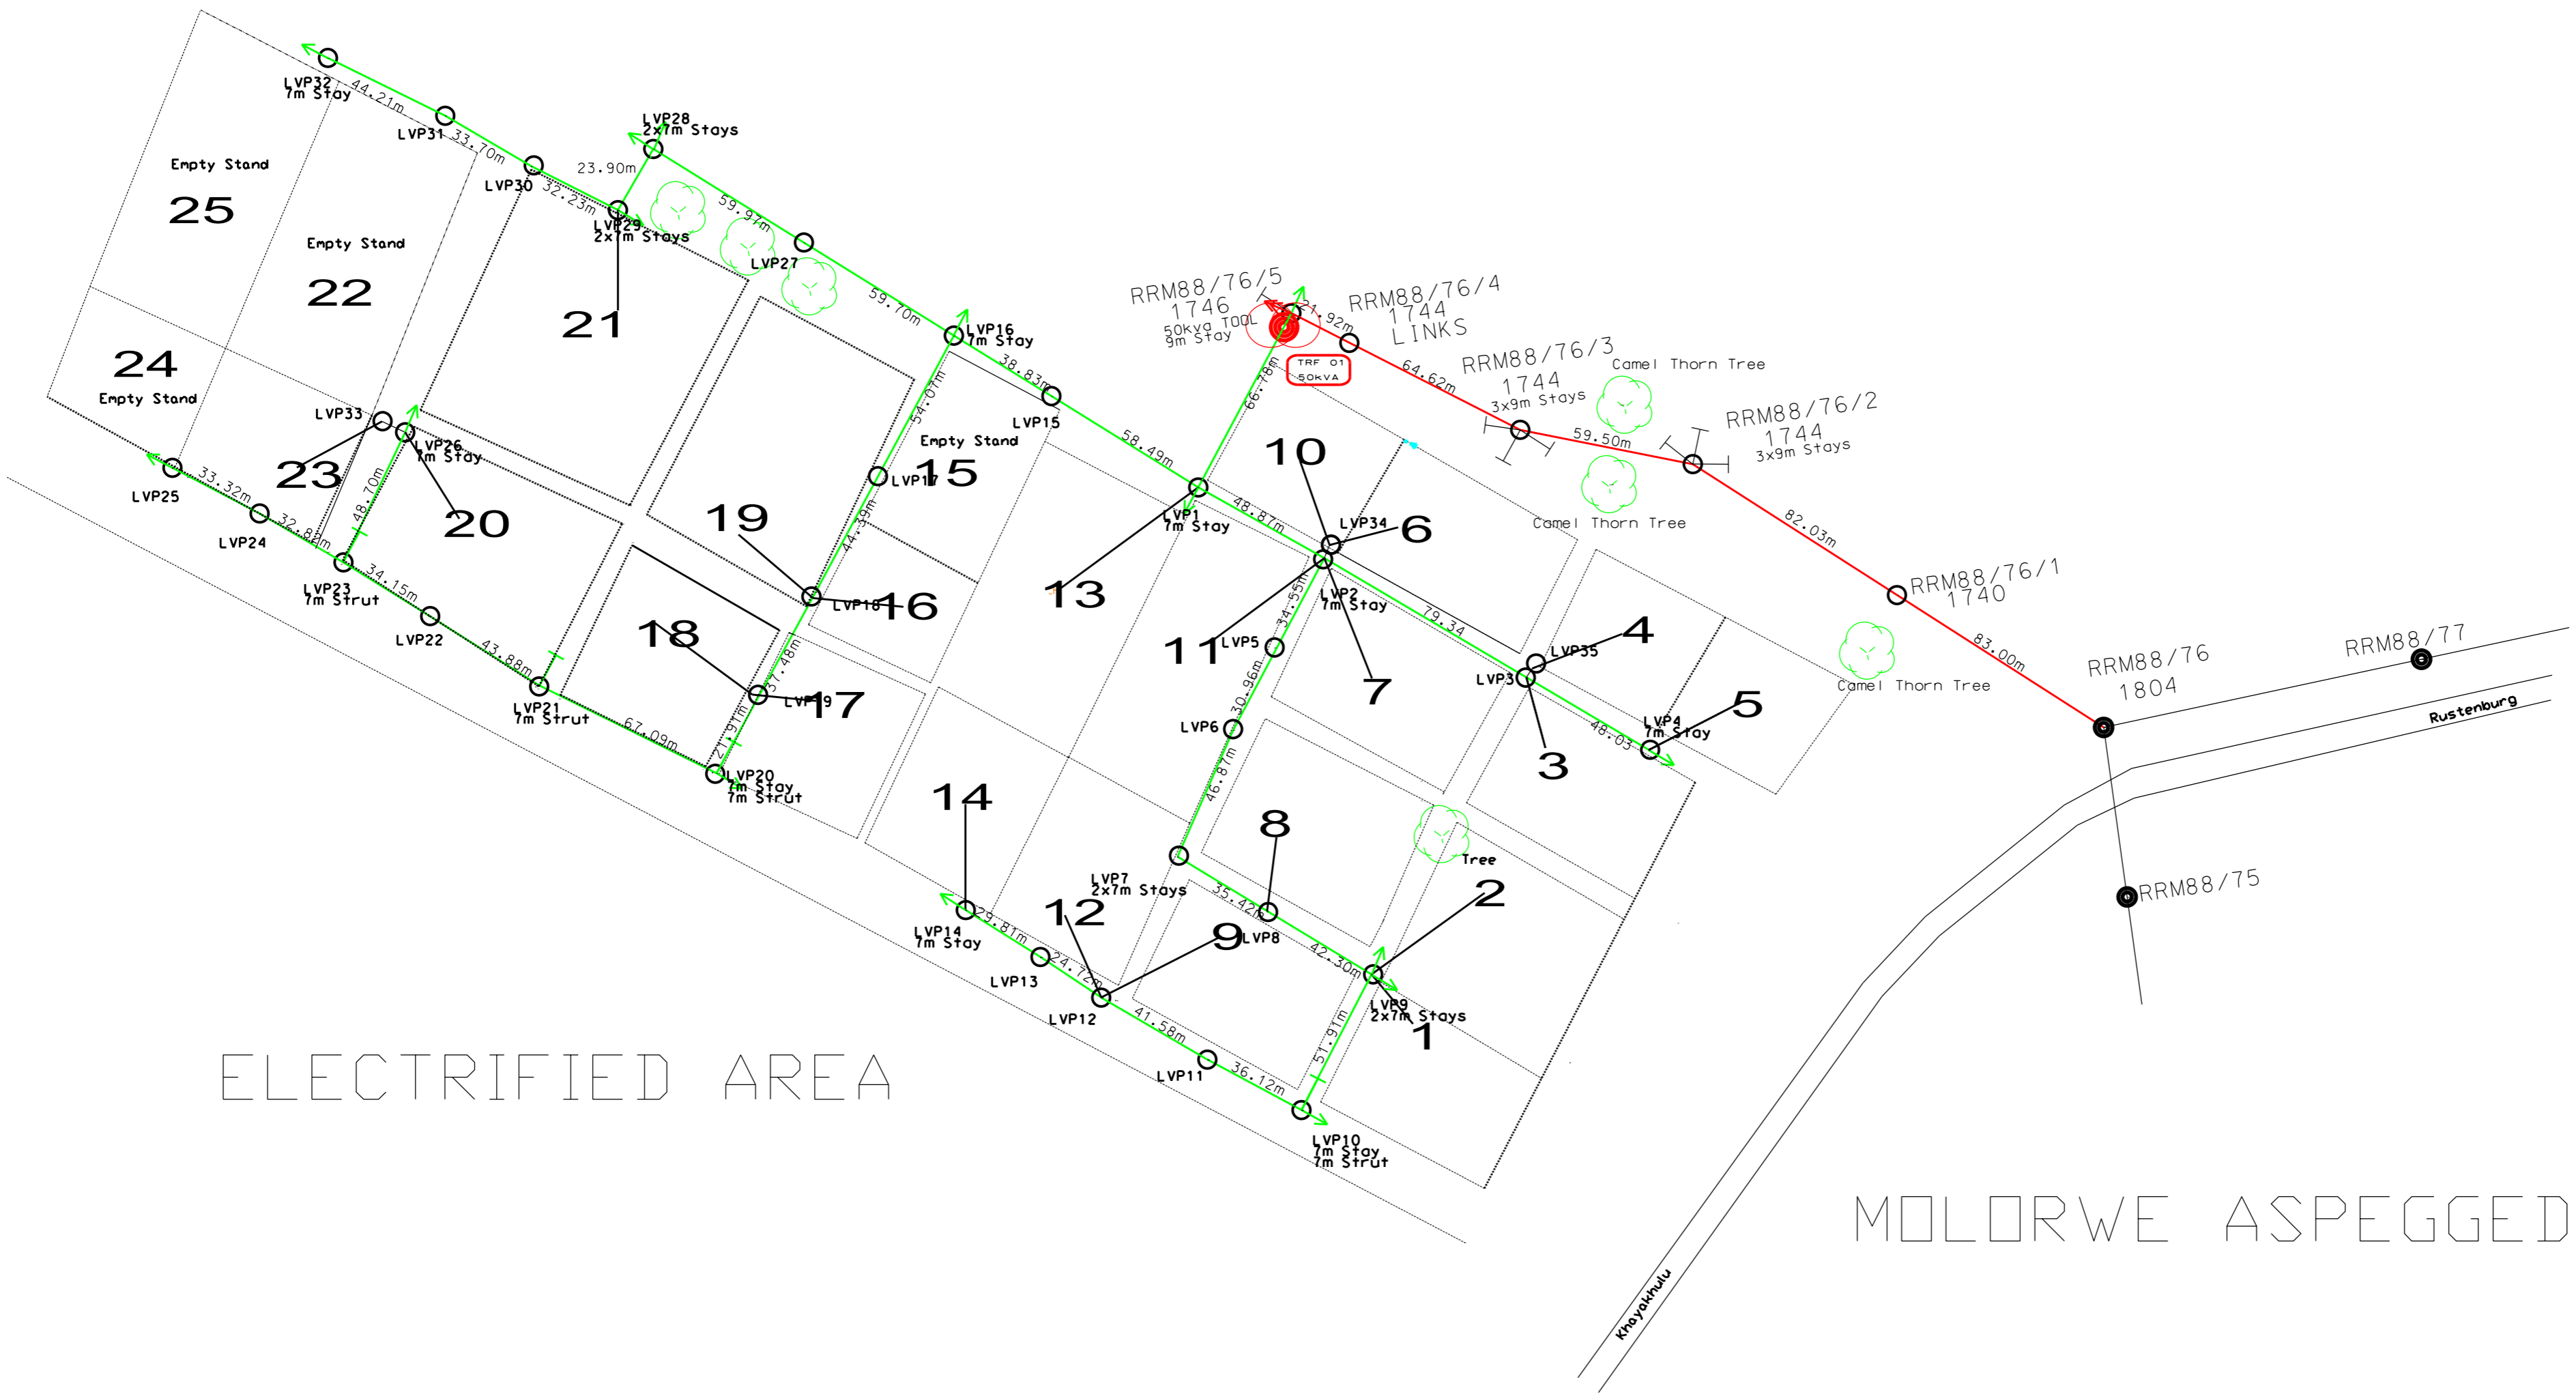 LVP32
7m Stay
44.21m
LVP31
33.70m
LVP30
32.23m
23.90m
LVP28
2x7m Stays
LVP29
2x7m Stays
59.97m
LVP27
59.70m
Empty Stand
25
Empty Stand
22
21
24
Empty Stand
LVP33
23
LVP26
7m Stay
20
48.70m
LVP25
33.32m
LVP24
32.82m
LVP23
7m Strut
34.15m
LVP22
43.88m
LVP21
7m Strut
67.09m
LVP16
7m Stay
38.83m
LVP15
54.07m
Empty Stand
15
LVP17
44.39m
19
LVP18
16
18
37.48m
LVP19
17
21.91m
LVP20
7m Stay
7m Strut
58.49m
RRM88/76/5
1746
50kva TOOL
9m Stay
21.92m
RRM88/76/4
1744
LINKS
TRF 01
50KVA
66.78m
64.62m
RRM88/76/3
1744
3x9m Stays
Camel Thorn Tree
59.50m
RRM88/76/2
1744
3x9m Stays
Camel Thorn Tree
82.03m
RRM88/76/1
1740
83.00m
Camel Thorn Tree
RRM88/76
1804
RRM88/77
Rustenburg
RRM88/75
10
LVP1
7m Stay
48.87m
LVP34
6
13
LVP2
7m Stay
34.55m
79.34
11
LVP5
7
30.96m
LVP6
46.87m
LVP35
4
LVP3
5
LVP4
7m Stay
48.03
3
14
8
Tree
2
LVP7
2x7m Stays
35.42m
LVP8
42.30m
12
9
LVP14
7m Stay
29.81m
LVP13
24.72m
LVP12
41.58m
LVP9
2x7m Stays
1
51.91m
LVP11
36.12m
LVP10
7m Stay
7m Strut
ELECTRIFIED AREA
MOLORWE ASPEGGED
Khayakhulu